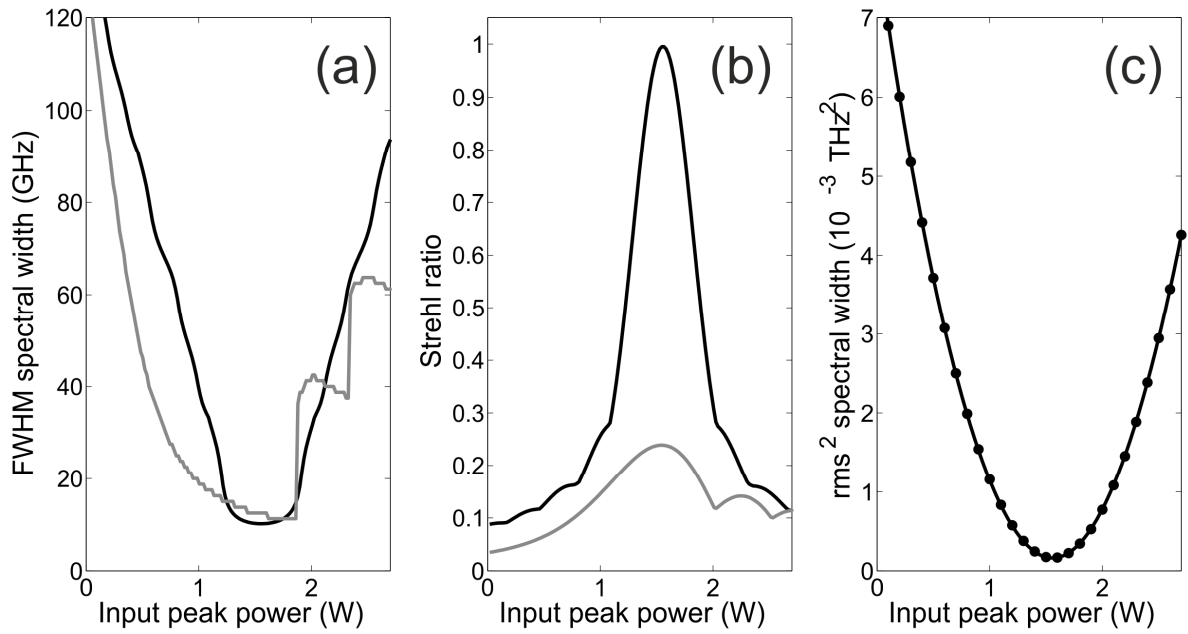 (a)
FWHM spectral width (GHz)
120
100
80
60
40
20
0
0 1 2
Input peak power (W)
(b)
Strehl ratio
1
0.9
0.8
0.7
0.6
0.5
0.4
0.3
0.2
0.1
0
0 1 2
Input peak power (W)
(c)
rms 2 spectral width (10 -3 THz2)
7
6
5
4
3
2
1
0
0 1 2
Input peak power (W)